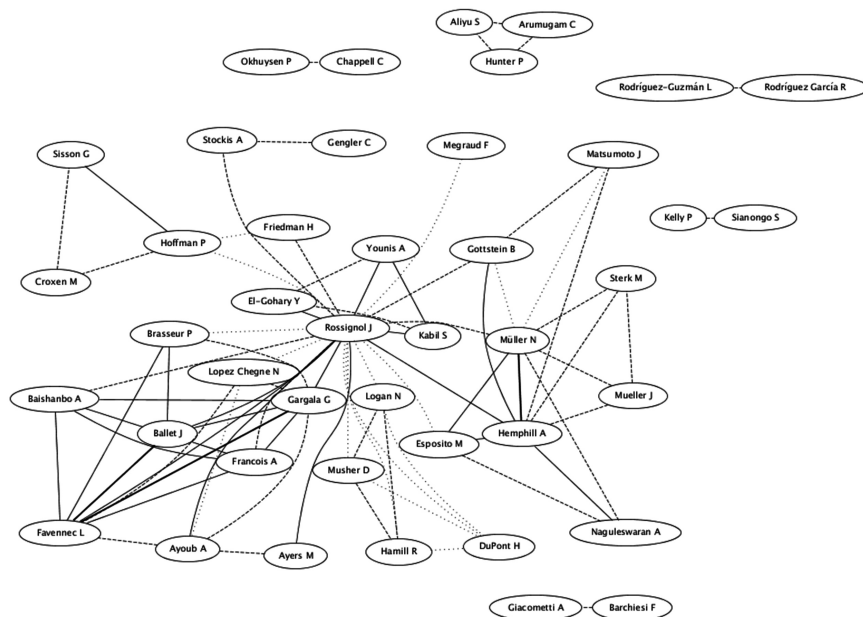 Aliyu S
Arumugam C
Okhuysen P
Chappell C
Hunter P
Rodríguez-Guzmán L
Rodríguez García R
Stockis A
Gengler C
Megraud F
Sisson G
Matsumoto J
Kelly P
Sianongo S
Friedman H
Hoffman P
Younis A
Gottstein B
Croxen M
Sterk M
El-Gohary Y
Rossignol J
Kabil S
Brasseur P
Müller N
Lopez Chegne N
Baishanbo A
Gargala G
Logan N
Mueller J
Ballet J
Esposito M
Hemphill A
Francois A
Musher D
Favennec L
Ayoub A
Ayers M
Hamill R
DuPont H
Naguleswaran A
Giacometti A
Barchiesi F